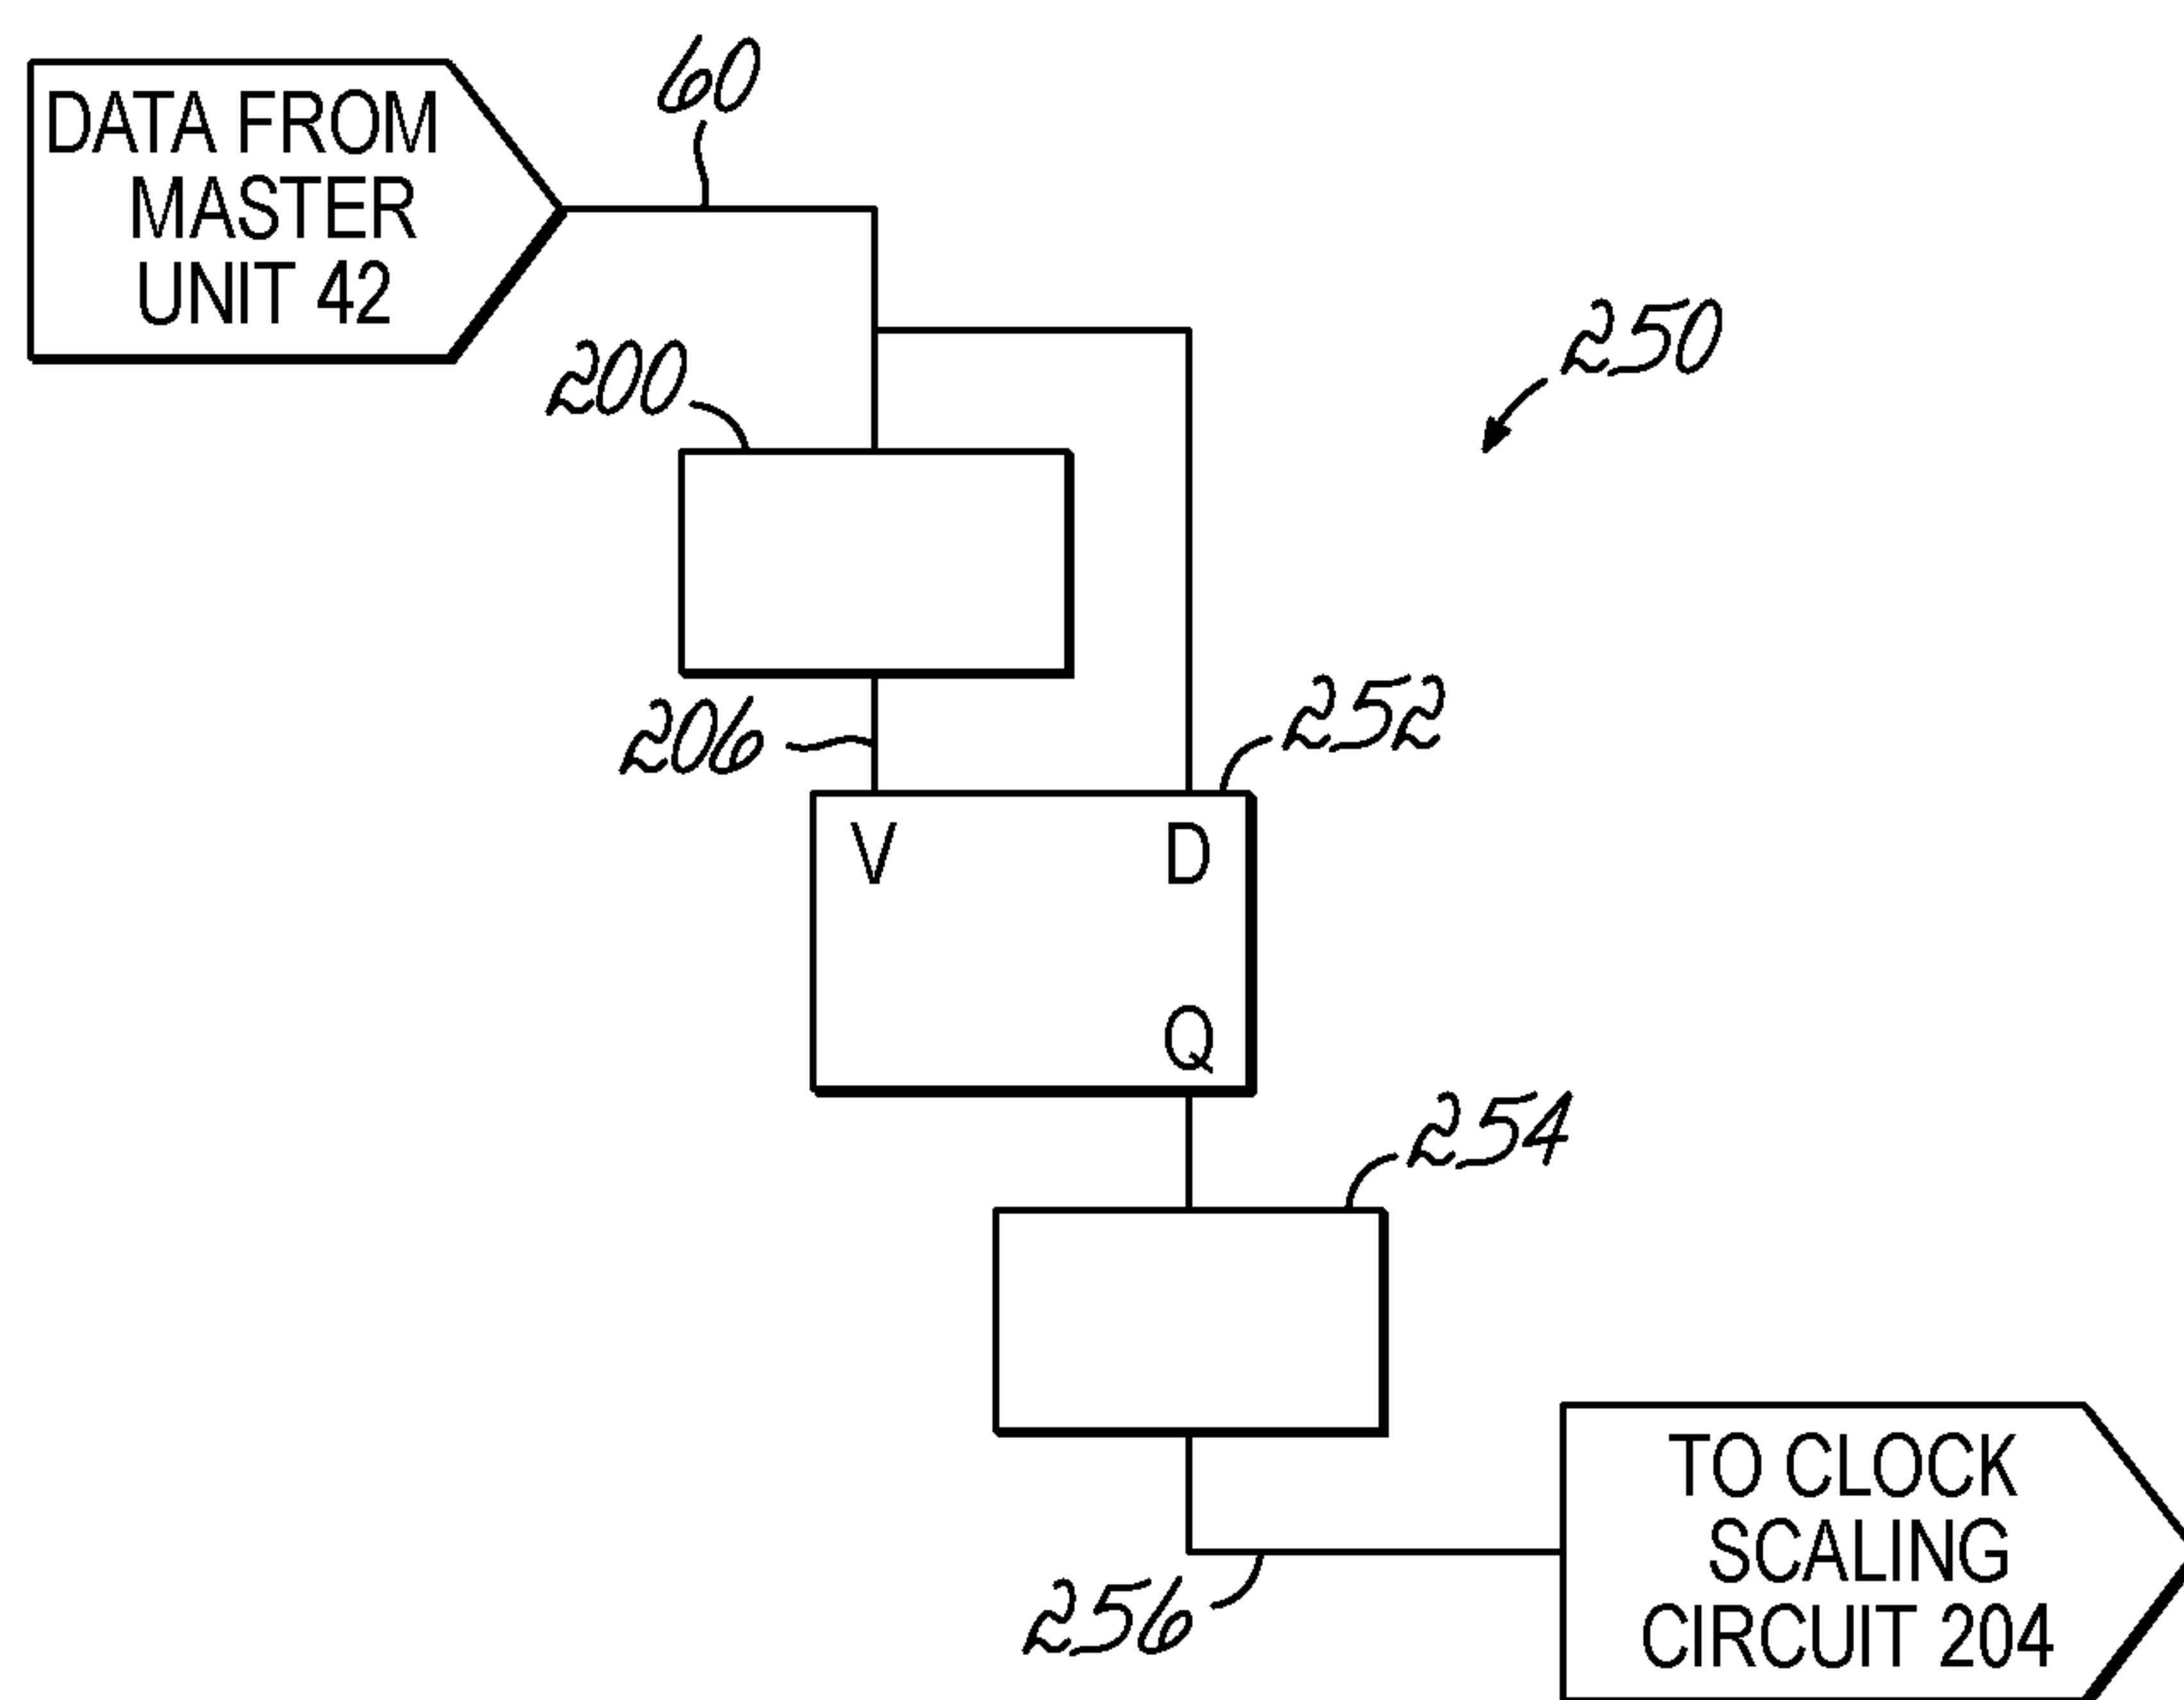 60
DATA FROM
MASTER
UNIT 42
250
200
252
206
V D
Q
254
TO CLOCK
SCALING
CIRCUIT 204
256